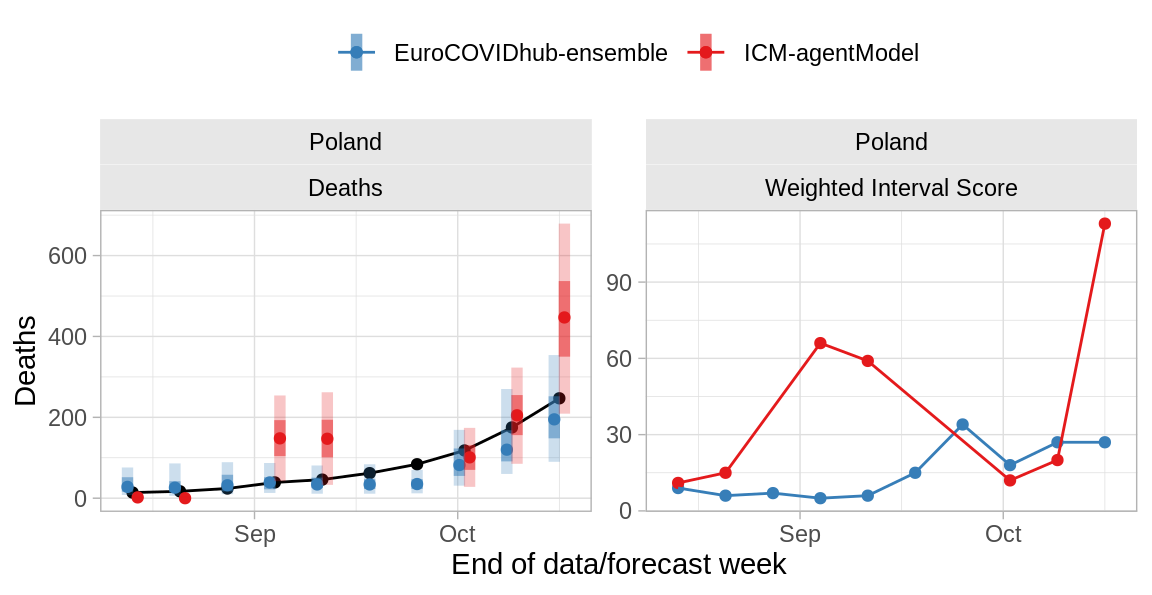 EuroCOVIDhub-ensemble ICM-agentModel
Poland
Deaths
Poland
Weighted Interval Score
Deaths
600
400
200
0
Sep Oct
90
60
30
0
Sep Oct
End of data/forecast week